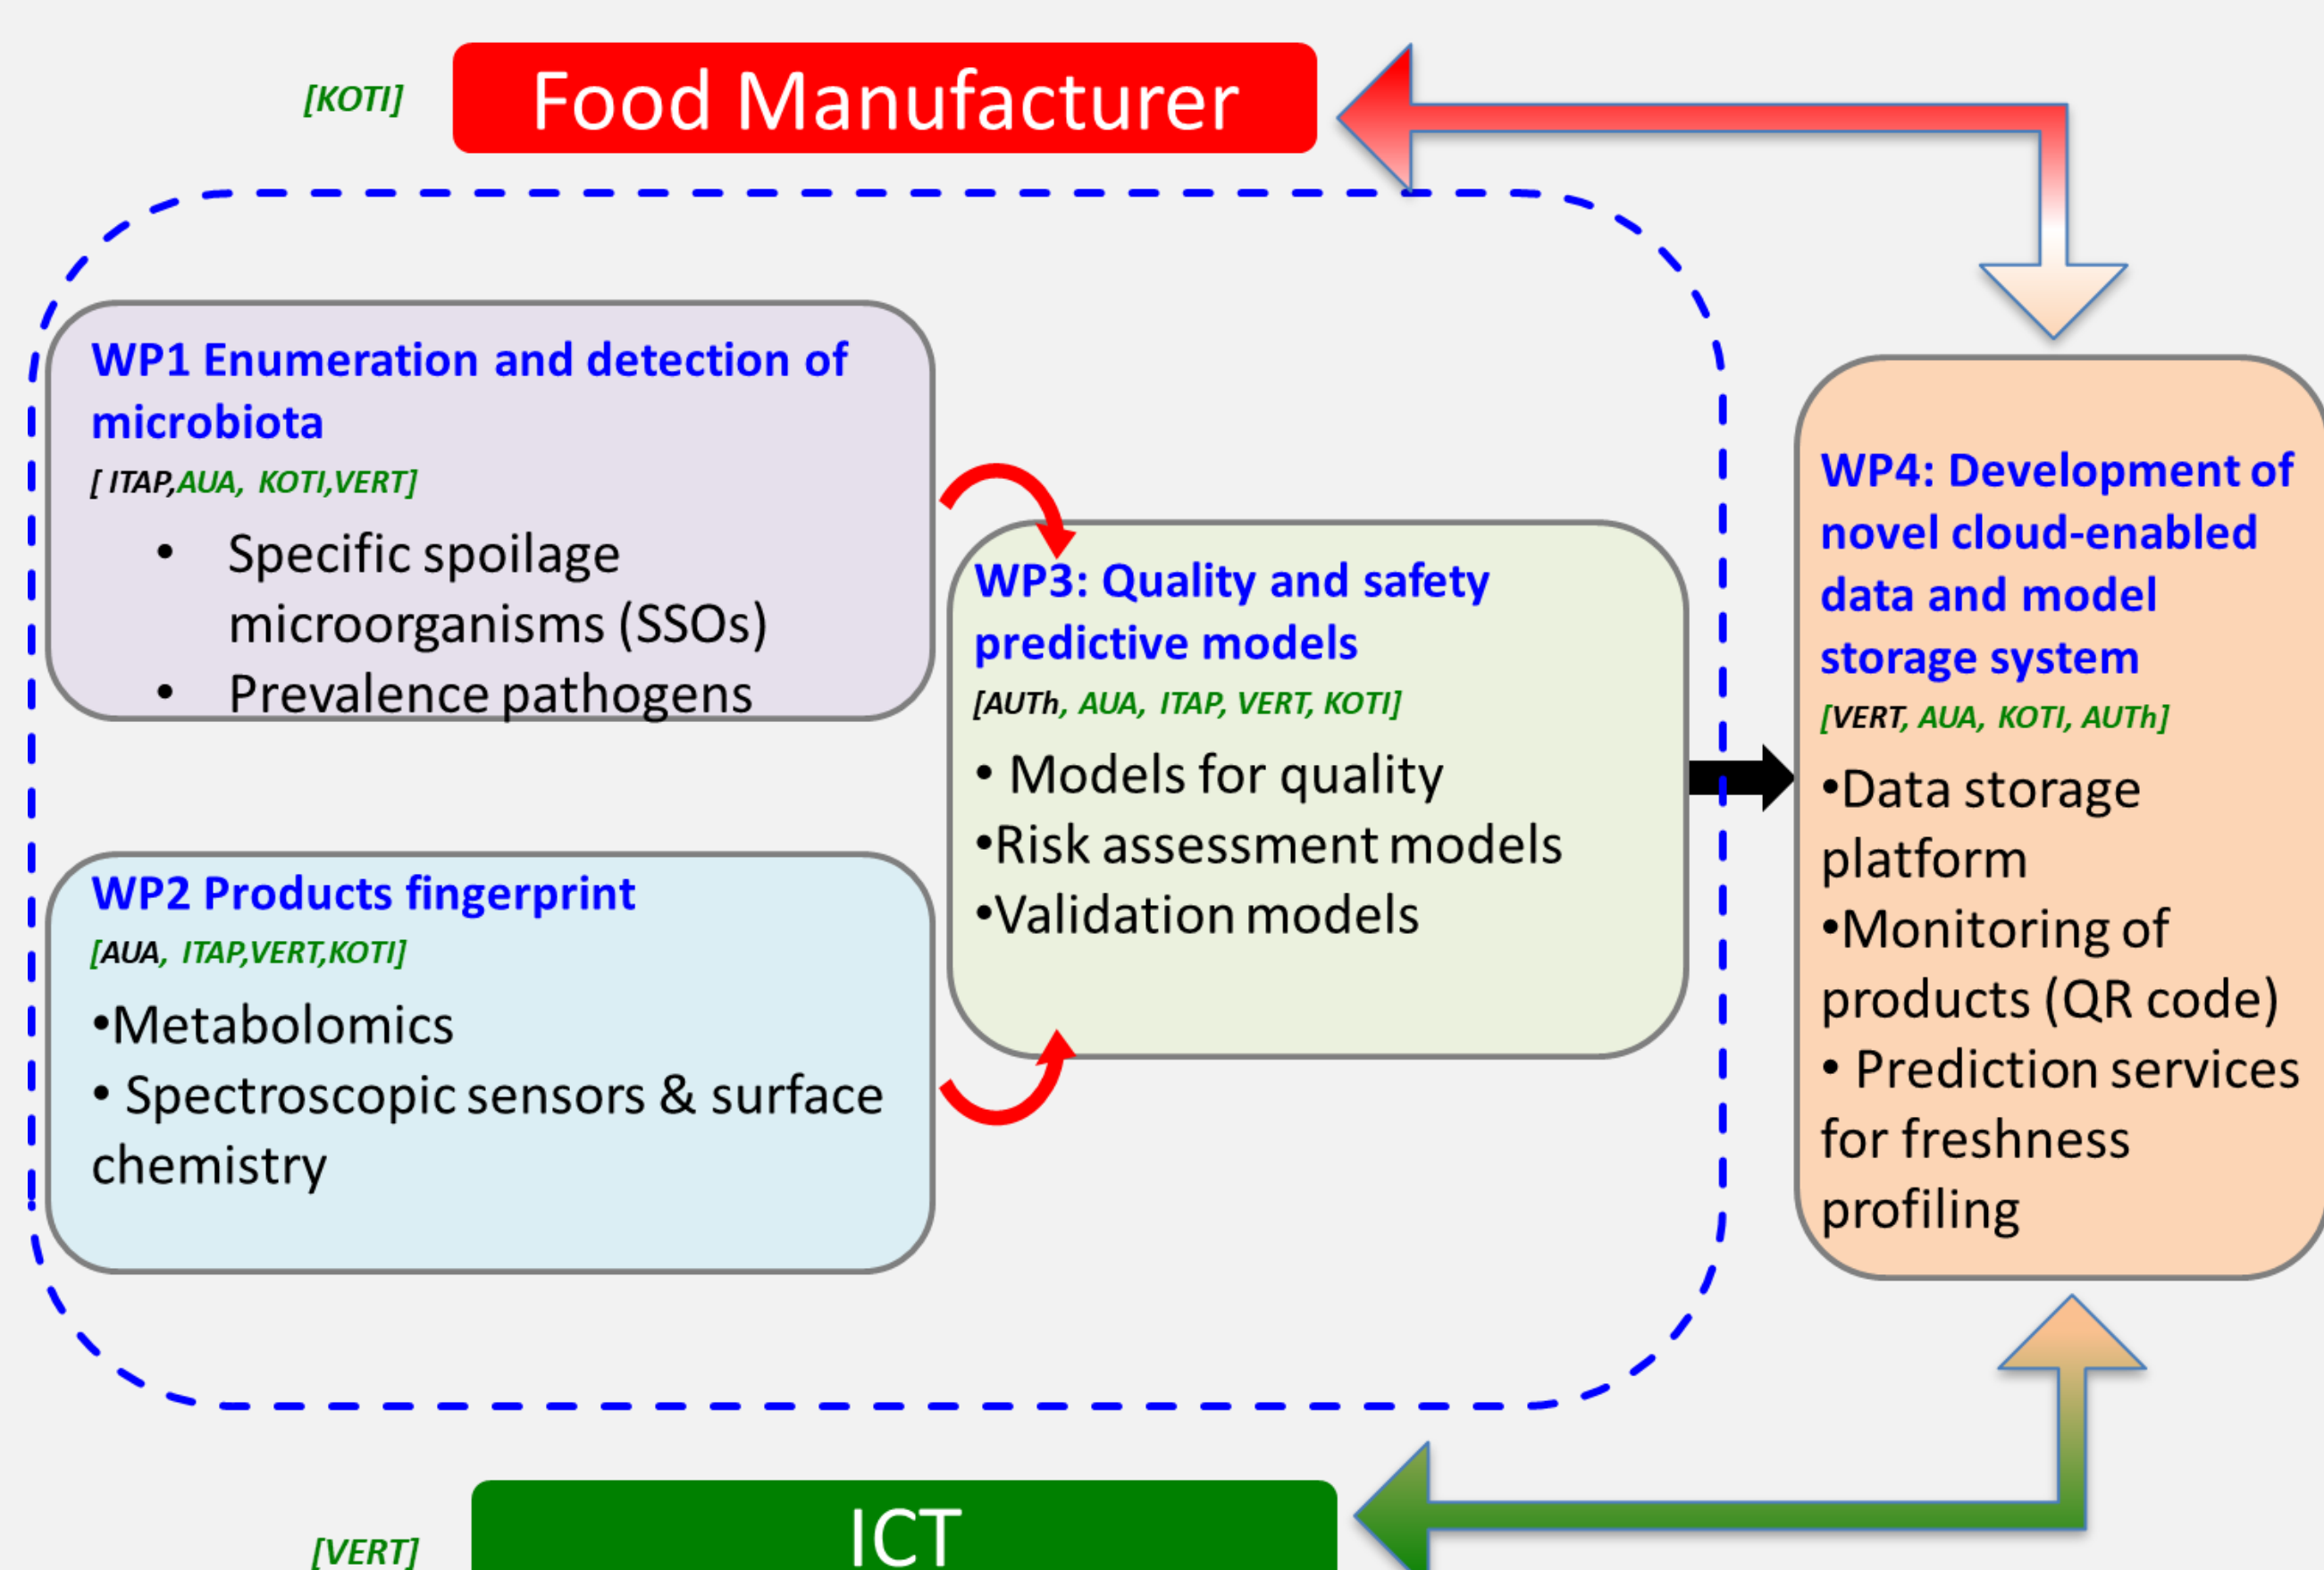 [KOTI]
Food Manufacturer
WP1 Enumeration and detection of
microbiota
[ ITAP,AUA, KOTI,VERT]
• Specific spoilage
microorganisms (SSOs)
• Prevalence pathogens
WP2 Products fingerprint
[AUA, ITAP,VERT,KOTI]
•Metabolomics
• Spectroscopic sensors & surface
chemistry
WP3: Quality and safety
predictive models
[AUTh, AUA, ITAP, VERT, KOTI]
• Models for quality
•Risk assessment models
•Validation models
WP4: Development of
novel cloud-enabled
data and model
storage system
[VERT, AUA, KOTI, AUTh]
•Data storage
platform
•Monitoring of
products (QR code)
• Prediction services
for freshness
profiling
[VERT]
ICT